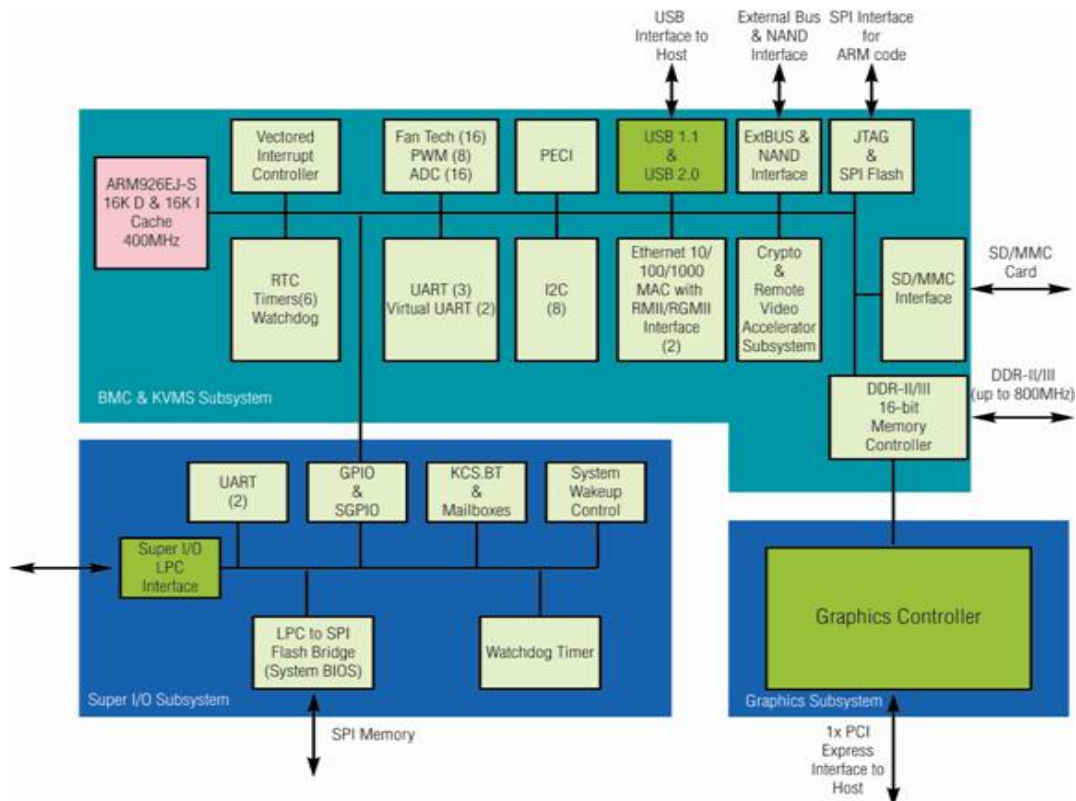 USB
Interface to
Host
External Bus
& NAND
Interface
SPI Interface
for
ARM code
Vectored
Interrupt
Controller
Fan Tech (16)
PWM (8)
ADC (16)
PECI
USB 1.1
&
USB 2.0
ExtBUS &
NAND
Interface
JTAG
&
SPI Flash
ARM926EJ-S
16K D & 16K I
Cache
400MHz
RTC
Timers(6)
Watchdog
UART (3)
Virtual UART (2)
I2C
(8)
Ethernet 10/
100/1000
MAC with
RMII/RGMII
Interface
(2)
Crypto
&
Remote
Video
Accelerator
Subsystem
SD/MMC
Interface
SD/MMC
Card
BMC & KVMS Subsystem
DDR-II/III
16-bit
Memory
Controller
DDR-II/III
(up to 800MHz)
UART
(2)
GPIO
&
SGPIO
KCS.BT
&
Mailboxes
System
Wakeup
Control
Super I/O
LPC
Interface
LPC to SPI
Flash Bridge
(System BIOS)
Watchdog Timer
Super I/O Subsystem
SPI Memory
Graphics Controller
Graphics Subsystem
1x PCI
Express
Interface to
Host